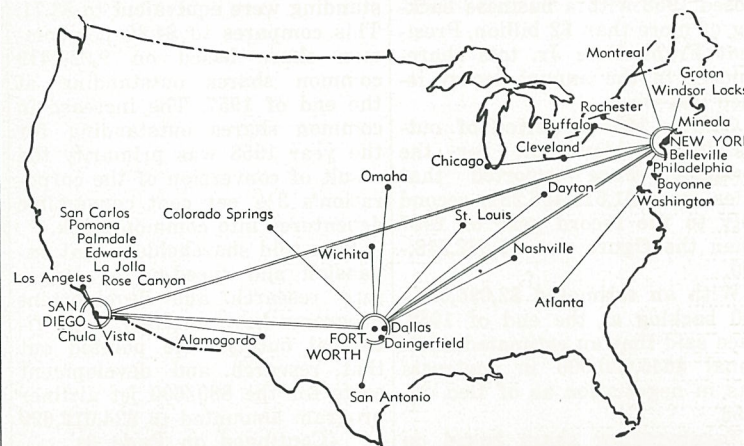 Montreal
Groton
Windsor Locks
Rochester
Mineola
Buffalo
NEW YORK
Cleveland
Belleville
Chicago
Philadelphia
Omaha
Bayonne
Dayton
Washington
San Carlos
Colorado Springs
St. Louis
Pomona
Palmdale
Wichita
Nashville
Edwards
La Jolla
Los Angeles
Rose Canyon
Atlanta
SAN
DIEGO
Dallas
Chula Vista
Alamogordo
FORT
WORTH
Daingerfield
San Antonio